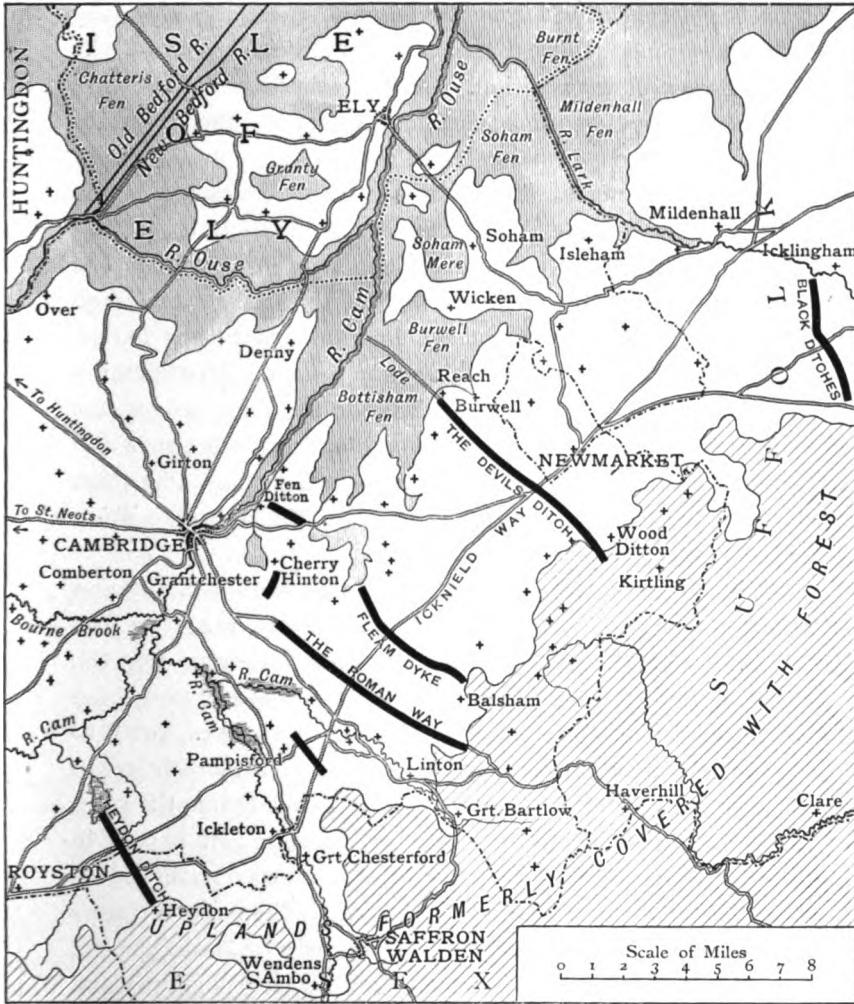 I S L E
Burnt
Fen
Chatteris
Fen
HUNTINGDON
Old Bedford R.
New Bedford R.
ELY
R. Ouse
Mildenhall
Fen
O F
Soham
Fen
R. Lark
Granty
Fen
E L Y
R. Ouse
Soham
Mere
Soham
Mildenhall
Isleham
Icklingham
Over
Wicken
R. Cam
Denny
Burwell
Fen
Lode
Reach
Burwell
Bottisham
Fen
BLACK DITCHES
To Huntingdon
Girton
THE DEVILS DITCH
NEWMARKET
Fen
Ditton
To St. Neots
CAMBRIDGE
ICKNIELD WAY
Wood
Ditton
Cherry
Hinton
Kirtling
Comberton
Grantchester
FLEAM DYKE
Bourne Brook
THE ROMAN WAY
R. Cam
R. Cam
R. Cam
Balsham
SUFFOLK
Pampisford
Linton
Haverhill
Clare
Grt. Bartlow
HEYDON DITCH
Ickleton
ROYSTON
Grt. Chesterford
Heydon
UPLANDS FORMERLY COVERED WITH FOREST
SAFFRON
WALDEN
Wendens
Ambo
E S S E X
Scale of Miles
0 1 2 3 4 5 6 7 8